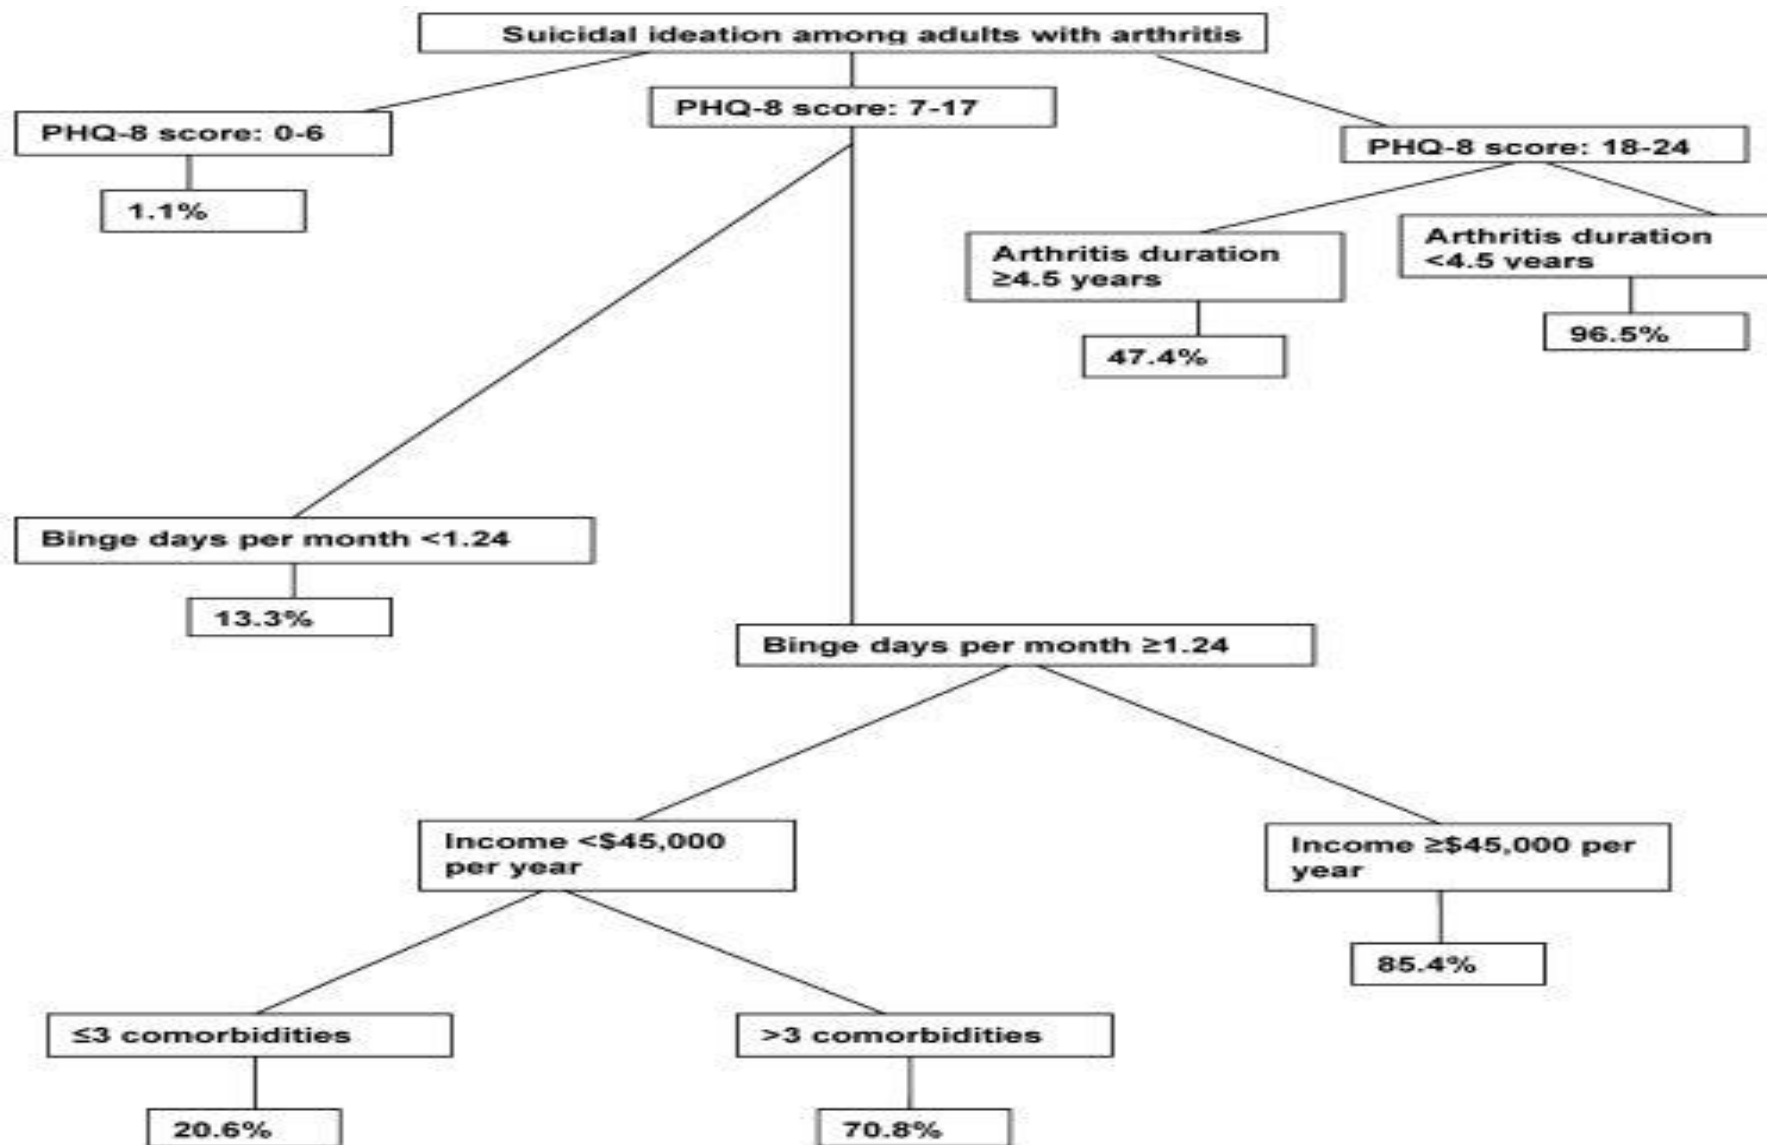 Suicidal ideation among adults with arthritis
PHQ-8 score: 0-6
1.1%
PHQ-8 score: 7-17
PHQ-8 score: 18-24
Arthritis duration
≥4.5 years
47.4%
Arthritis duration
<4.5 years
96.5%
Binge days per month <1.24
13.3%
Binge days per month ≥1.24
Income <$45,000
per year
Income ≥$45,000 per
year
85.4%
≤3 comorbidities
20.6%
>3 comorbidities
70.8%